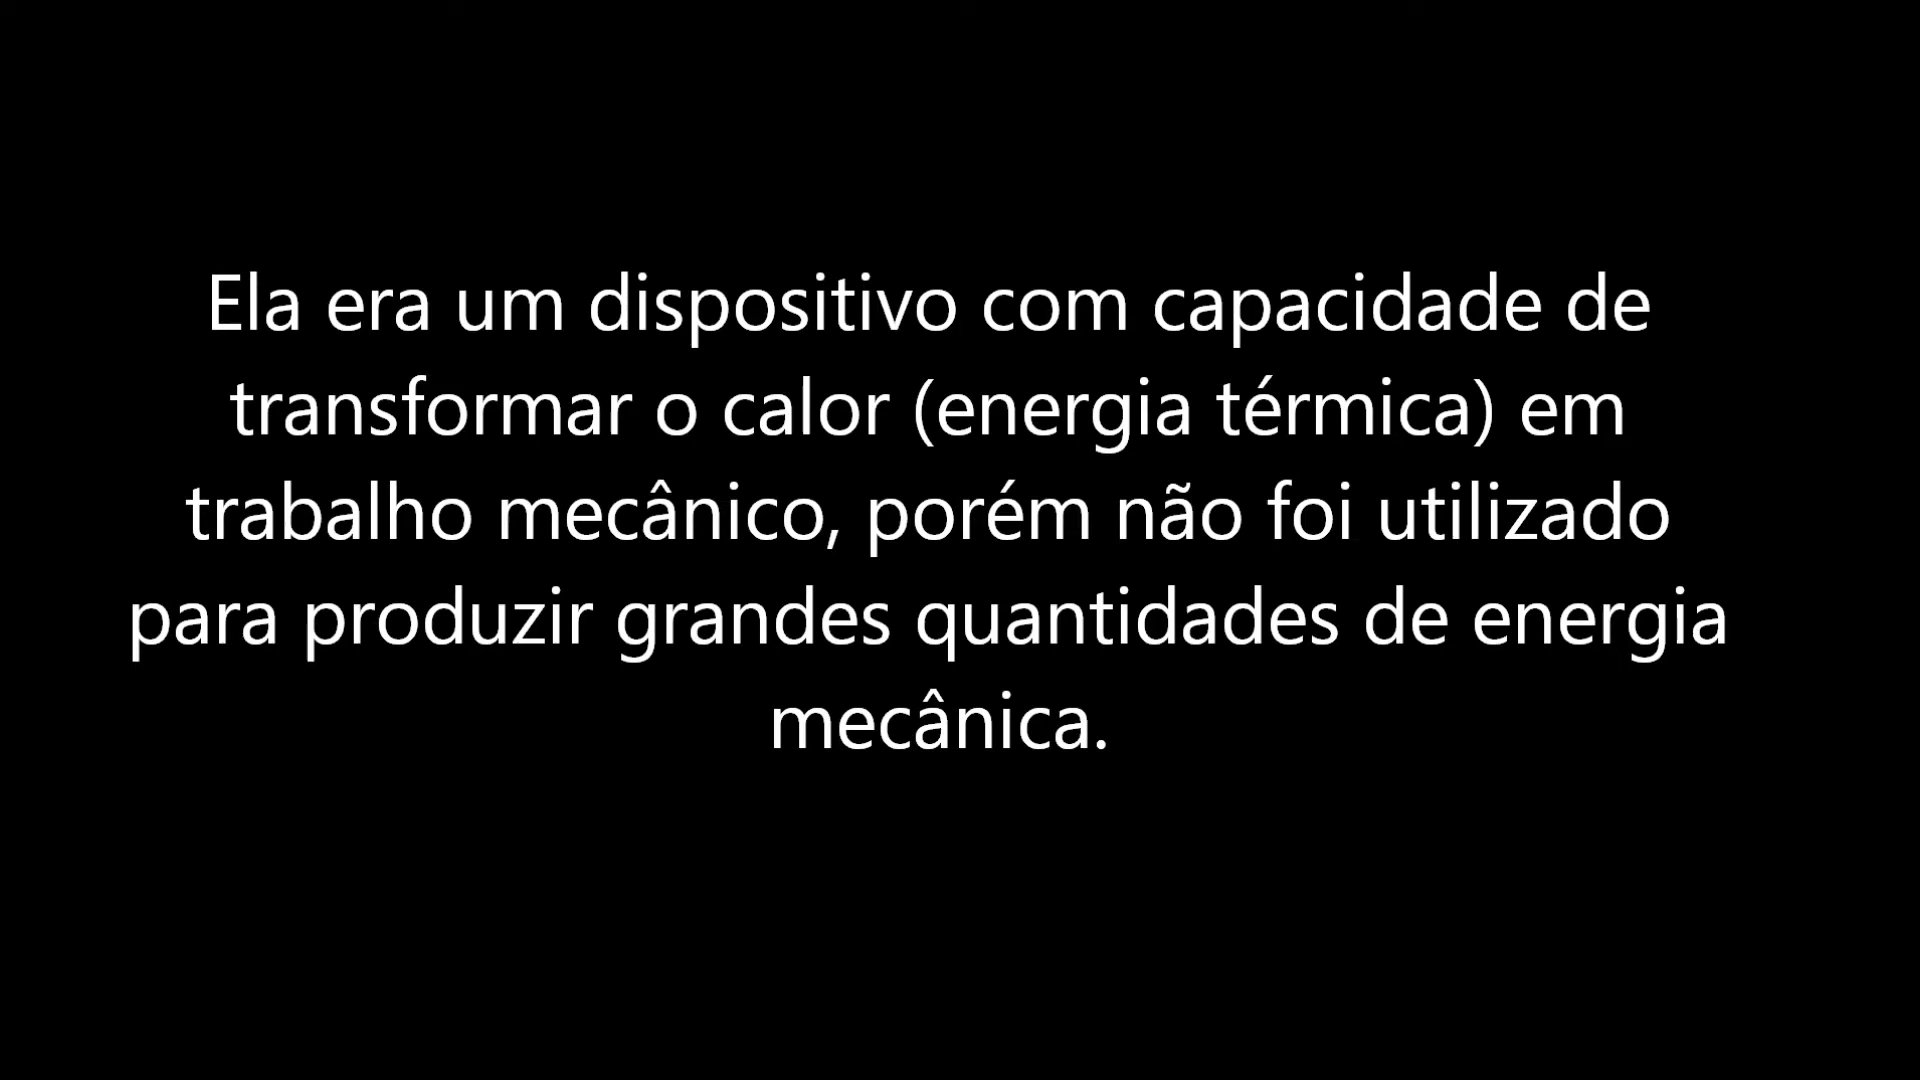 Ela era um dispositivo com capacidade de
transformar o calor (energia térmica) em
trabalho mecânico, porém não foi utilizado
para produzir grandes quantidades de energia
mecânica.